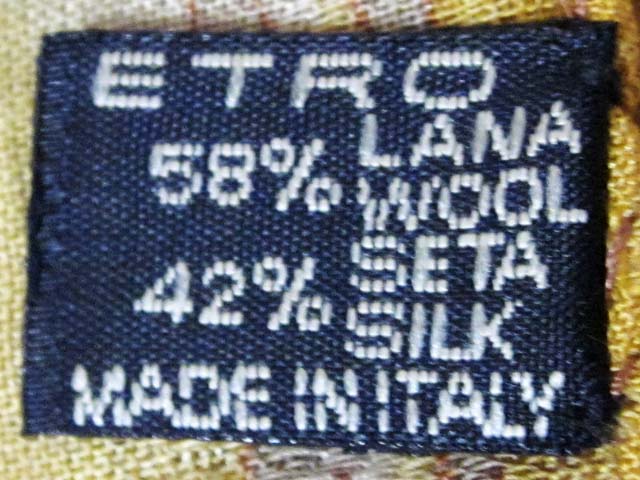 ETRO
58% LANA
WOOL
42% SETA
SILK
MADE IN ITALY